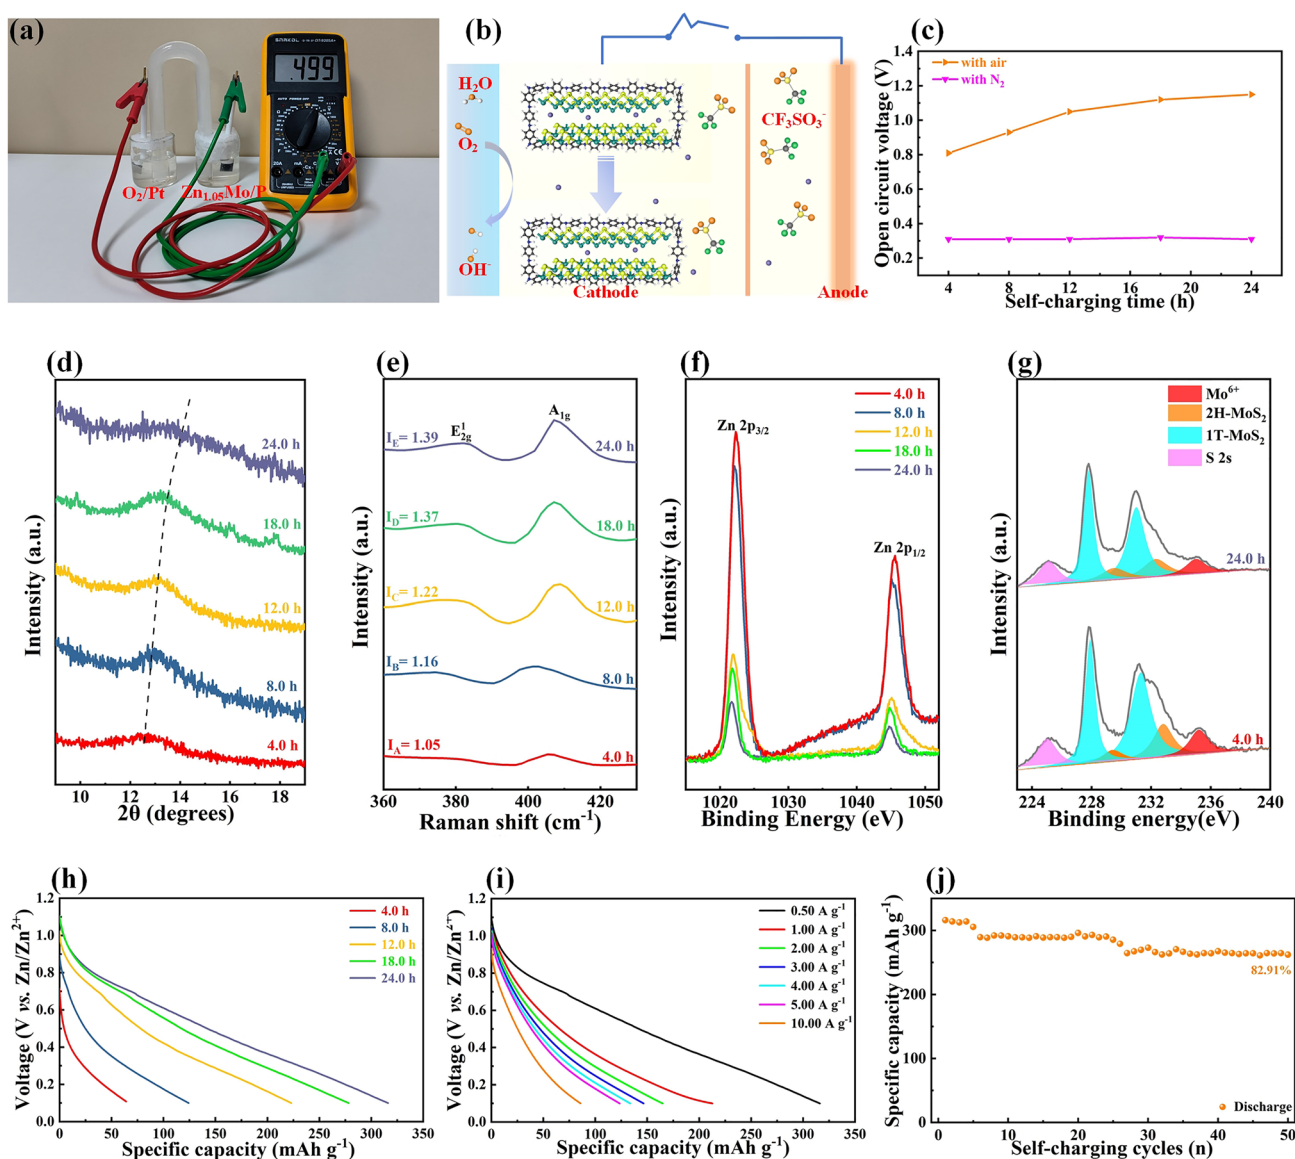 (a)
SANKOL
.499
O₂/Pt
Zn₁.₀₅Mo/P
(b)
H₂O
O₂
OH⁻
CF₃SO₃⁻
Cathode
Anode
(c)
with air
with N₂
Open circuit voltage (V)
1.4
1.2
1.0
0.8
0.6
0.4
0.2
4 8 12 16 20 24
Self-charging time (h)
(d)
24.0 h
18.0 h
12.0 h
8.0 h
4.0 h
Intensity (a.u.)
10 12 14 16 18
2θ (degrees)
(e)
A₁g
E¹₂g
I_E= 1.39 24.0 h
I_D= 1.37 18.0 h
I_C= 1.22 12.0 h
I_B= 1.16 8.0 h
I_A= 1.05 4.0 h
Intensity (a.u.)
360 380 400 420
Raman shift (cm⁻¹)
(f)
4.0 h
8.0 h
12.0 h
18.0 h
24.0 h
Zn 2p₃/₂
Zn 2p₁/₂
Intensity (a.u.)
1020 1030 1040 1050
Binding Energy (eV)
(g)
Mo⁶⁺
2H-MoS₂
1T-MoS₂
S 2s
24.0 h
4.0 h
Intensity (a.u.)
224 228 232 236 240
Binding energy(eV)
(h)
4.0 h
8.0 h
12.0 h
18.0 h
24.0 h
Voltage (V vs. Zn/Zn²⁺)
1.2
1.0
0.8
0.6
0.4
0.2
0.0
0 50 100 150 200 250 300 350
Specific capacity (mAh g⁻¹)
(i)
0.50 A g⁻¹
1.00 A g⁻¹
2.00 A g⁻¹
3.00 A g⁻¹
4.00 A g⁻¹
5.00 A g⁻¹
10.00 A g⁻¹
Voltage (V vs. Zn/Zn²⁺)
1.2
1.0
0.8
0.6
0.4
0.2
0.0
0 50 100 150 200 250 300 350
Specific capacity (mAh g⁻¹)
(j)
Specific capacity (mAh g⁻¹)
300
200
100
0
82.91%
Discharge
0 10 20 30 40 50
Self-charging cycles (n)